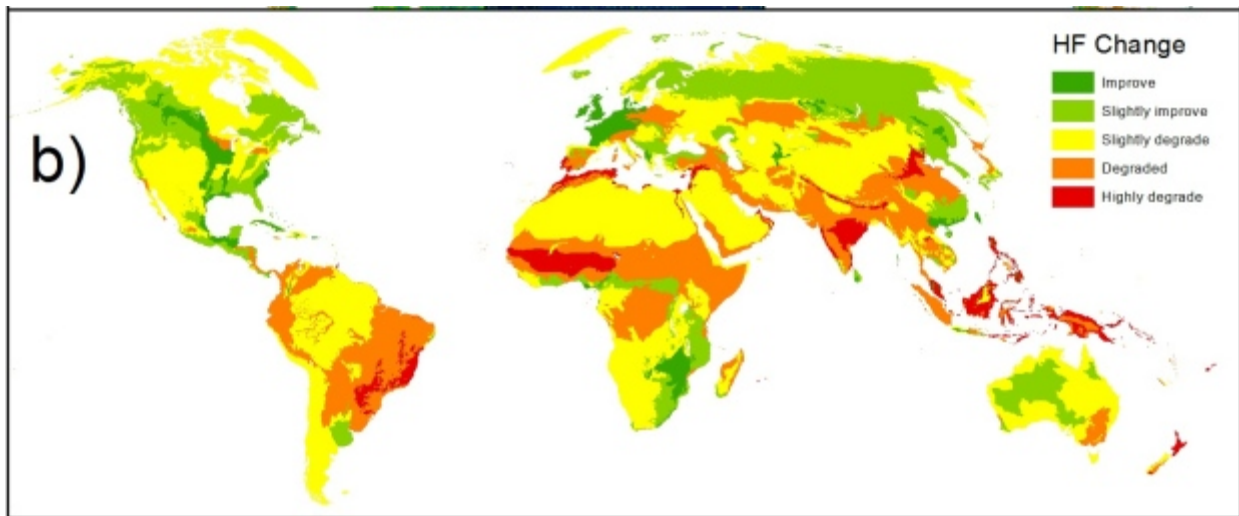 HF Change
Improve
Slightly improve
Slightly degrade
Degraded
Highly degrade
b)